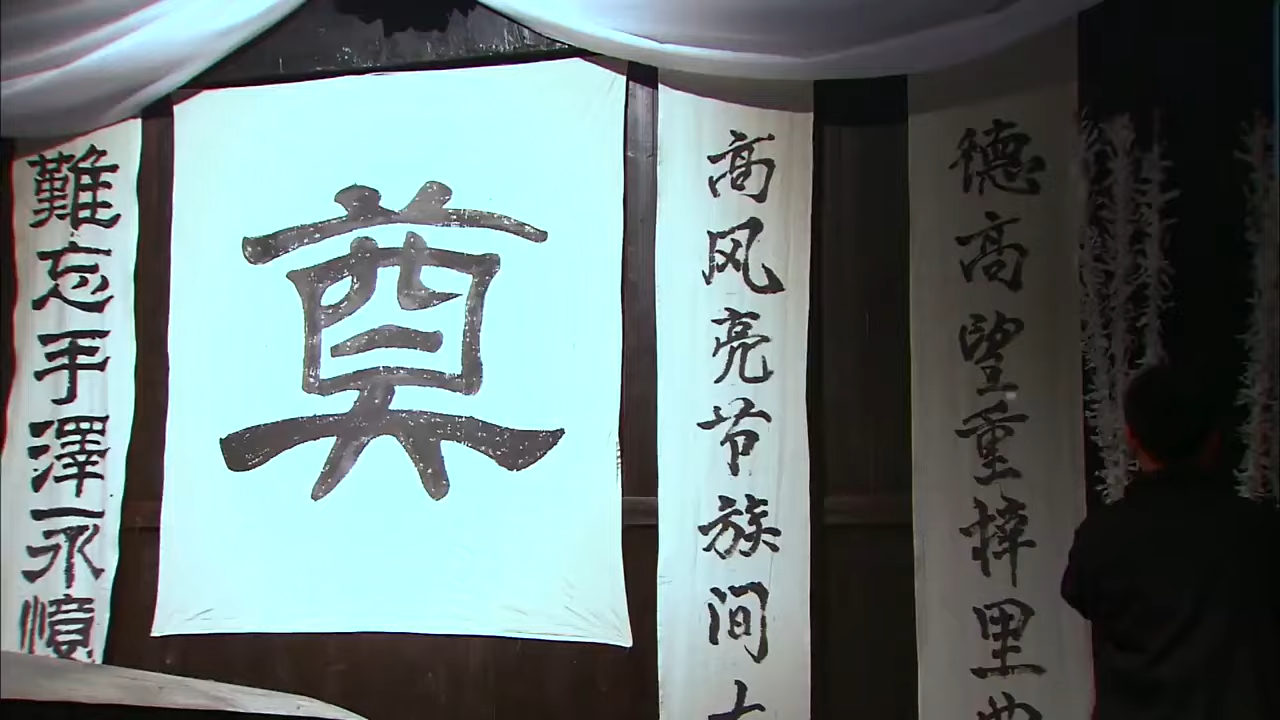 德高望重梓里
高风亮节族间
奠
難忘手澤永憶